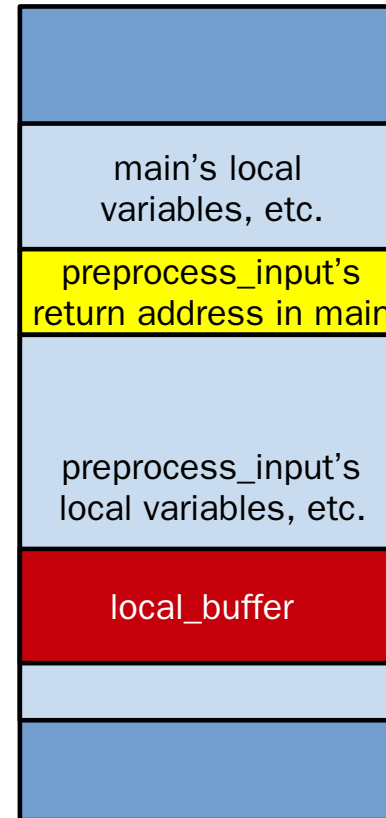 main’s local
variables, etc.
preprocess_input’s
return address in main
preprocess_input’s
local variables, etc.
local_buffer